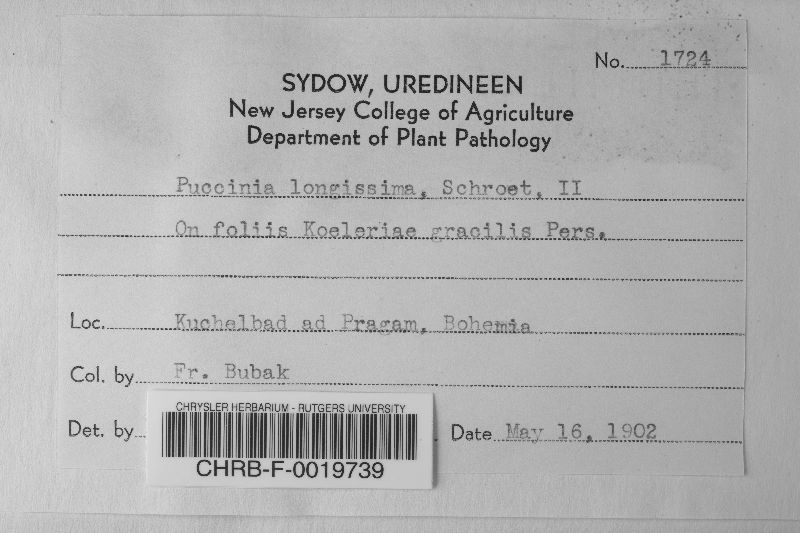 No. 1724
SYDOW, UREDINEEN
New Jersey College of Agriculture
Department of Plant Pathology
Puccinia longissima, Schroet, II
On foliis Koeleriae gracilis Pers.
Loc. Kuchelbad ad Pragam, Bohemia
Col. by Fr. Bubak
Det. by Date May 16, 1902
CHRYSLER HERBARIUM - RUTGERS UNIVERSITY
CHRB-F-0019739